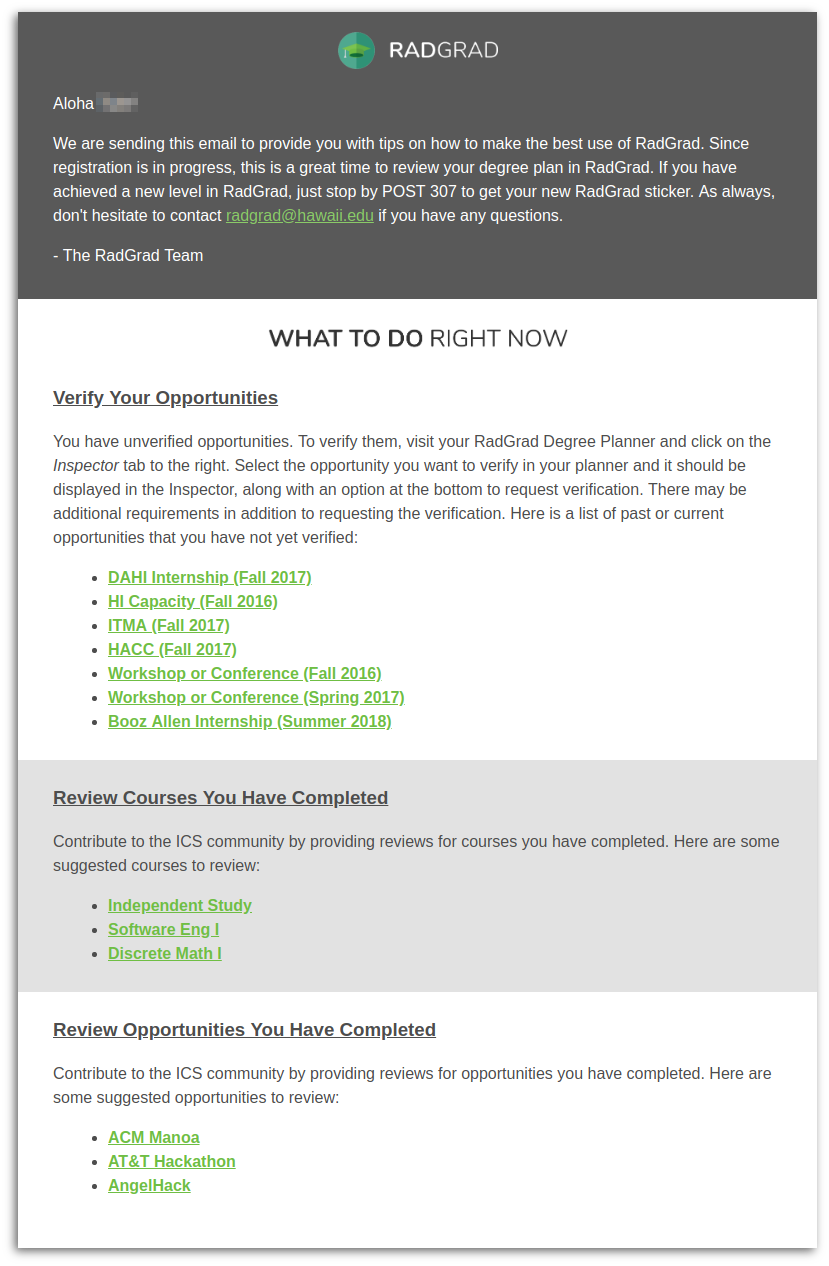 RADGRAD
Aloha
We are sending this email to provide you with tips on how to make the best use of RadGrad. Since
registration is in progress, this is a great time to review your degree plan in RadGrad. If you have
achieved a new level in RadGrad, just stop by POST 307 to get your new RadGrad sticker. As always,
don't hesitate to contact radgrad@hawaii.edu if you have any questions.
- The RadGrad Team
WHAT TO DO RIGHT NOW
Verify Your Opportunities
You have unverified opportunities. To verify them, visit your RadGrad Degree Planner and click on the
Inspector tab to the right. Select the opportunity you want to verify in your planner and it should be
displayed in the Inspector, along with an option at the bottom to request verification. There may be
additional requirements in addition to requesting the verification. Here is a list of past or current
opportunities that you have not yet verified:
• DAHI Internship (Fall 2017)
• HI Capacity (Fall 2016)
• ITMA (Fall 2017)
• HACC (Fall 2017)
• Workshop or Conference (Fall 2016)
• Workshop or Conference (Spring 2017)
• Booz Allen Internship (Summer 2018)
Review Courses You Have Completed
Contribute to the ICS community by providing reviews for courses you have completed. Here are some
suggested courses to review:
• Independent Study
• Software Eng I
• Discrete Math I
Review Opportunities You Have Completed
Contribute to the ICS community by providing reviews for opportunities you have completed. Here are
some suggested opportunities to review:
• ACM Manoa
• AT&T Hackathon
• AngelHack